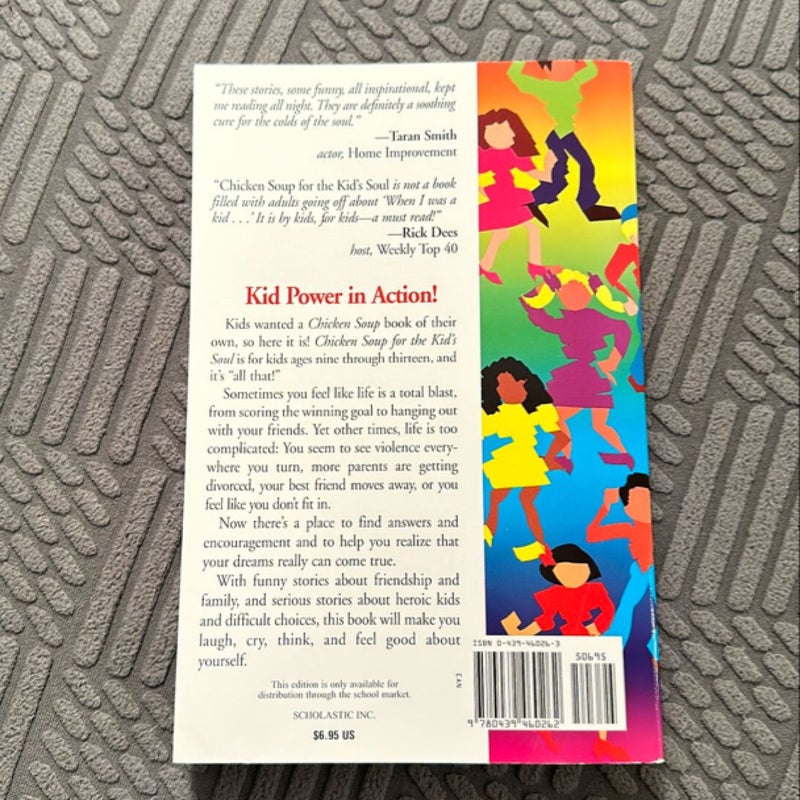 “These stories, some funny, all inspirational, kept
me reading all night. They are definitely a soothing
cure for the colds of the soul.”
—Taran Smith
actor, Home Improvement
“Chicken Soup for the Kid’s Soul is not a book
filled with adults going off about ‘When I was a
kid . . .’ It is by kids, for kids—a must read!”
—Rick Dees
host, Weekly Top 40
Kid Power in Action!
Kids wanted a Chicken Soup book of their
own, so here it is! Chicken Soup for the Kid’s
Soul is for kids ages nine through thirteen, and
it’s “all that!”
Sometimes you feel like life is a total blast,
from scoring the winning goal to hanging out
with your friends. Yet other times, life is too
complicated: You seem to see violence every-
where you turn, more parents are getting
divorced, your best friend moves away, or you
feel like you don’t fit in.
Now there’s a place to find answers and
encouragement and to help you realize that
your dreams really can come true.
With funny stories about friendship and
family, and serious stories about heroic kids
and difficult choices, this book will make you
laugh, cry, think, and feel good about
yourself.
This edition is only available for
distribution through the school market.
SCHOLASTIC INC.
$6.95 US
CAN
ISBN 0-439-46026-3
50695
9 780439 460262